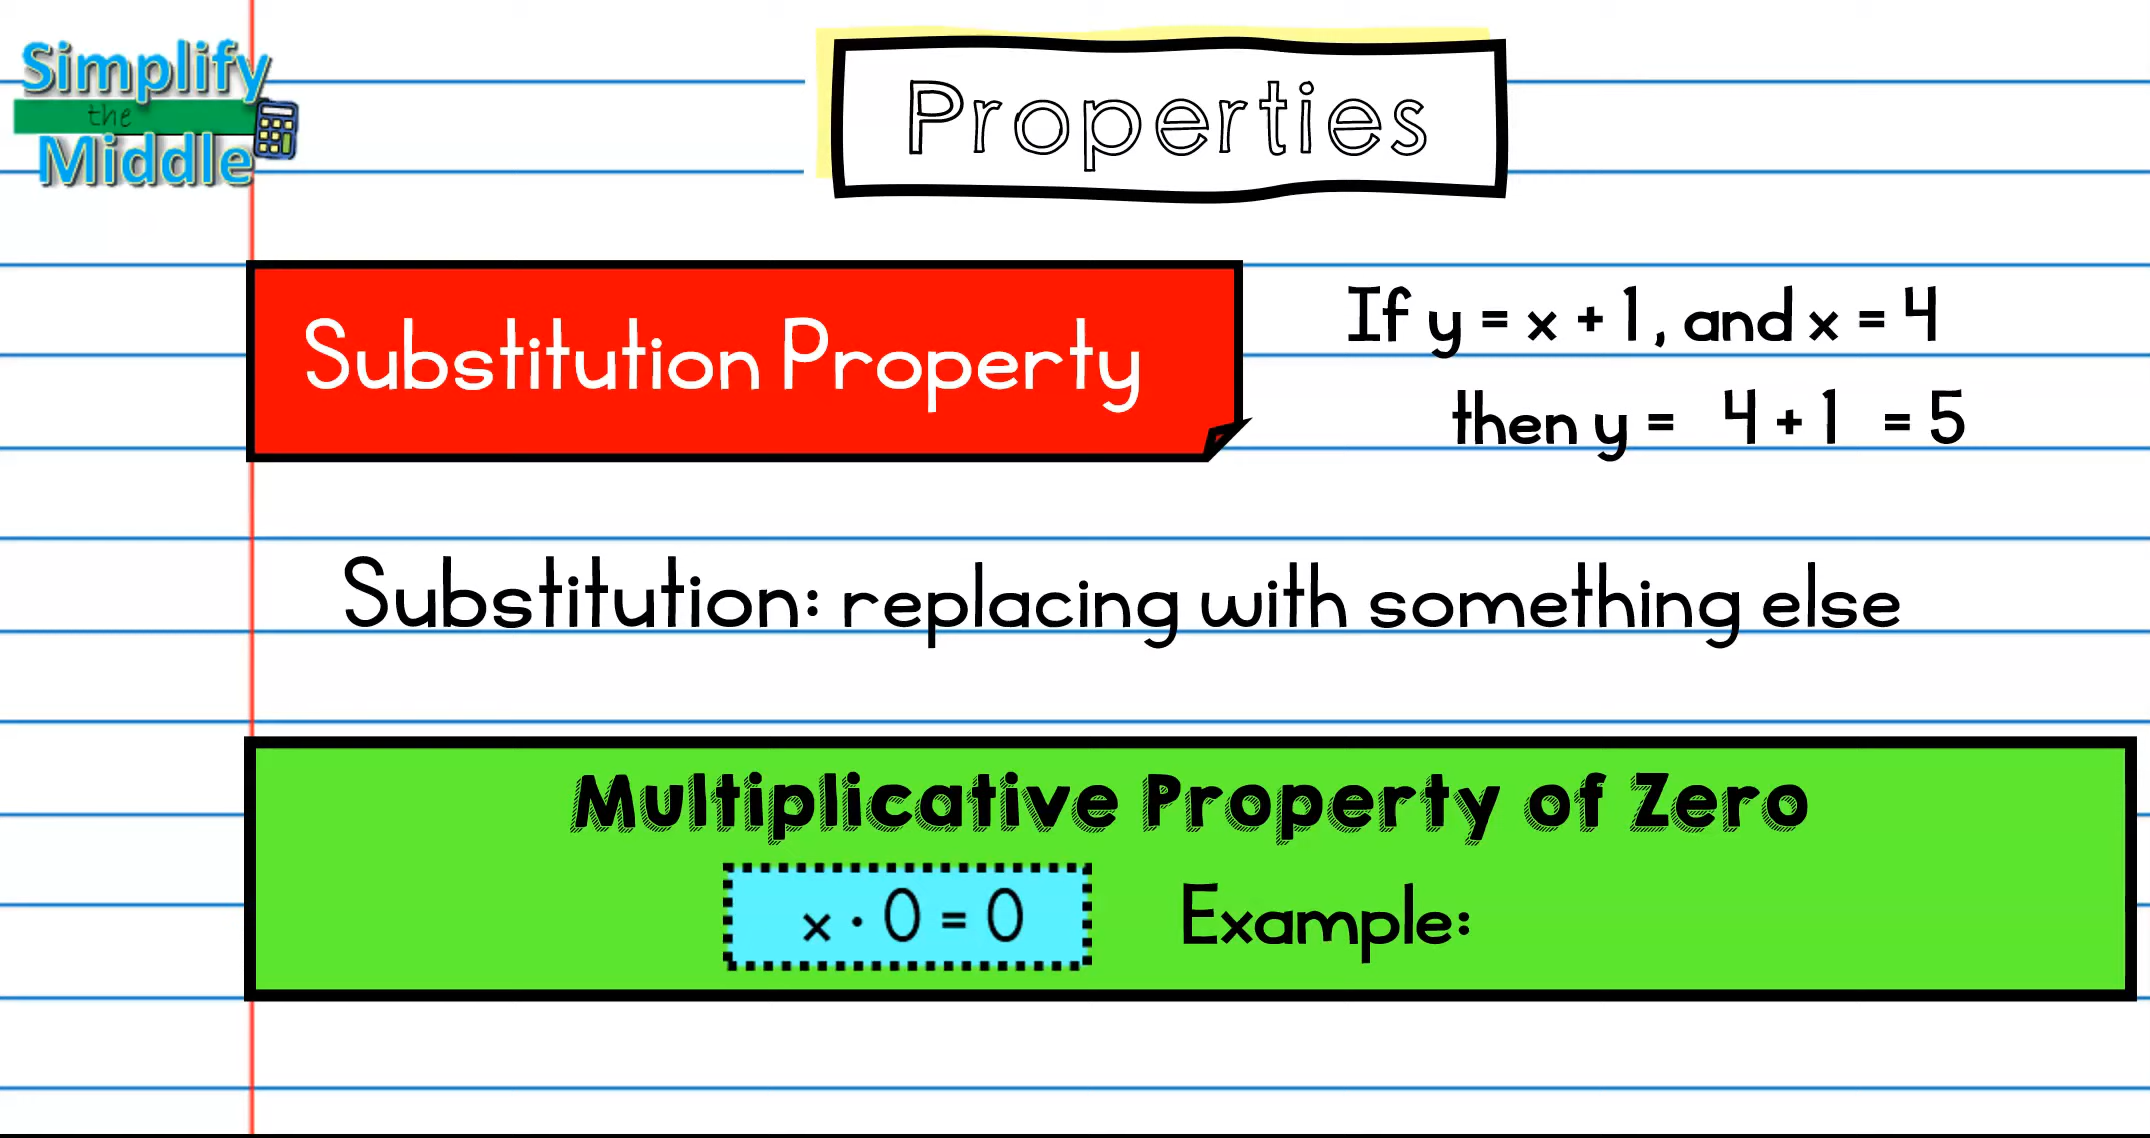 Simplify
the
Middle
Properties
Substitution Property
If y = x + 1, and x = 4
then y = 4 + 1 = 5
Substitution: replacing with something else
Multiplicative Property of Zero
x · 0 = 0
Example: